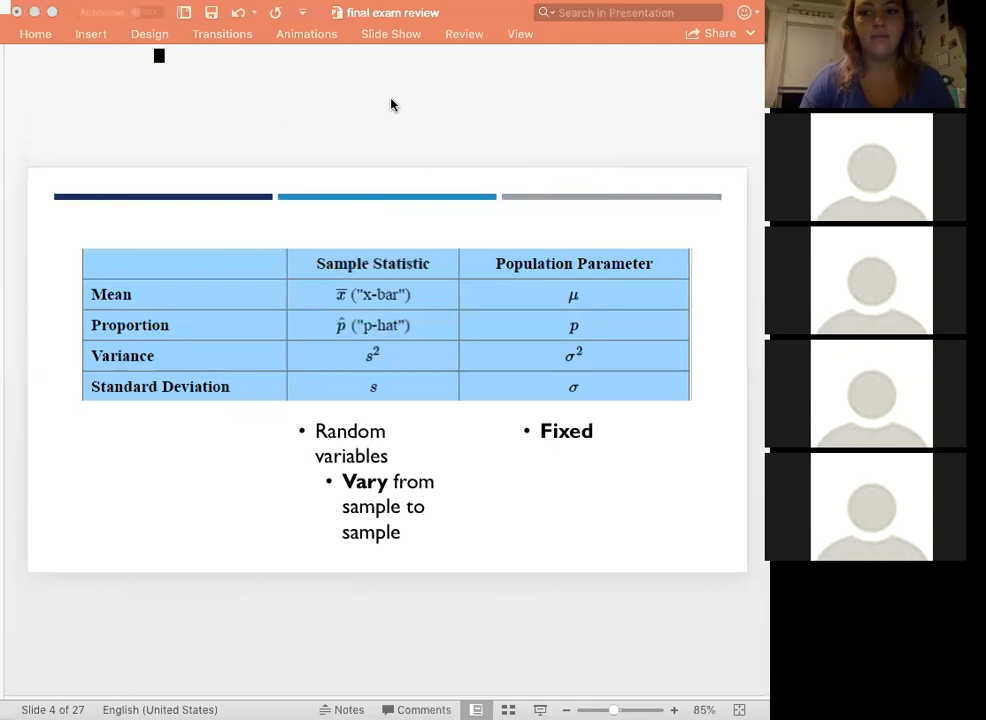 final exam review
Search in Presentation
Home Insert Design Transitions Animations Slide Show Review View Share
Sample Statistic Population Parameter
Mean x̅ ("x-bar") μ
Proportion p̂ ("p-hat") p
Variance s² σ²
Standard Deviation s σ
• Random
variables
• Vary from
sample to
sample
• Fixed
Slide 4 of 27 English (United States) Notes Comments 85%